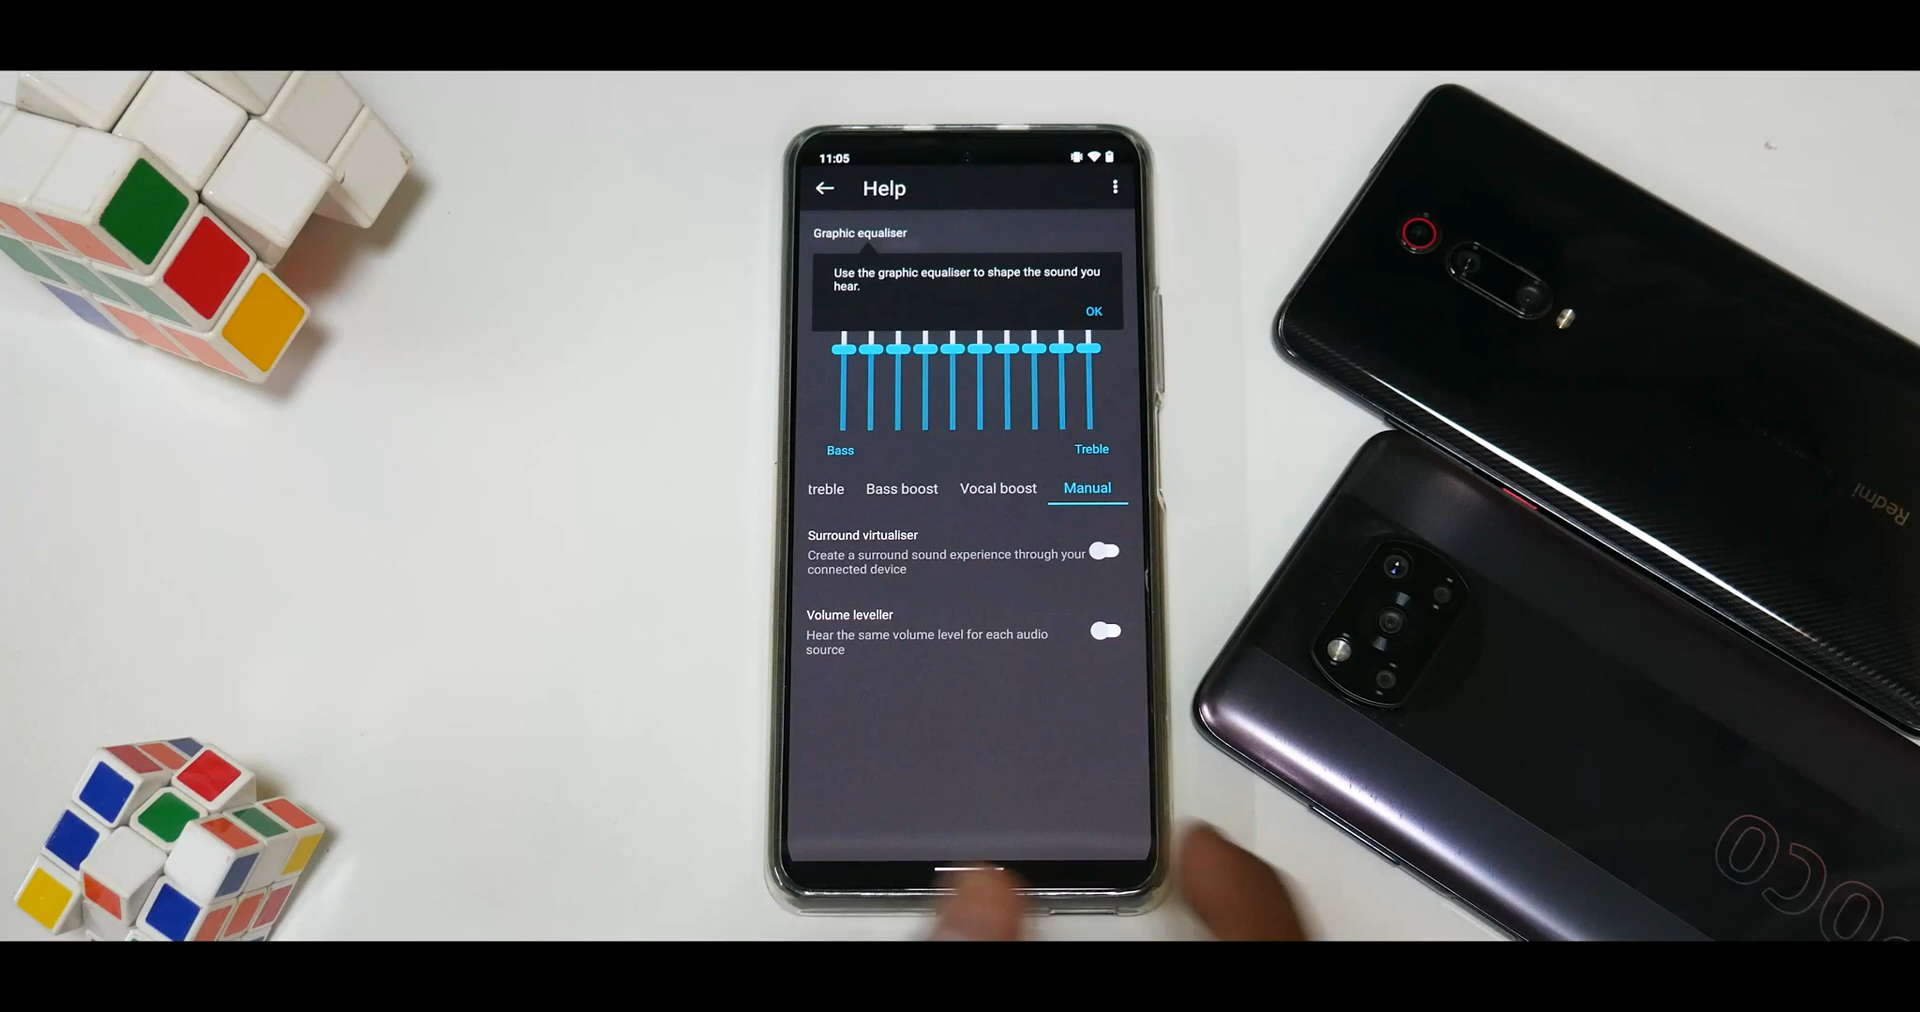 11:05
Help
Graphic equaliser
Use the graphic equaliser to shape the sound you
hear.
OK
Bass
Treble
treble
Bass boost
Vocal boost
Manual
Surround virtualiser
Create a surround sound experience through your
connected device
Volume leveller
Hear the same volume level for each audio
source
Redmi
POCO